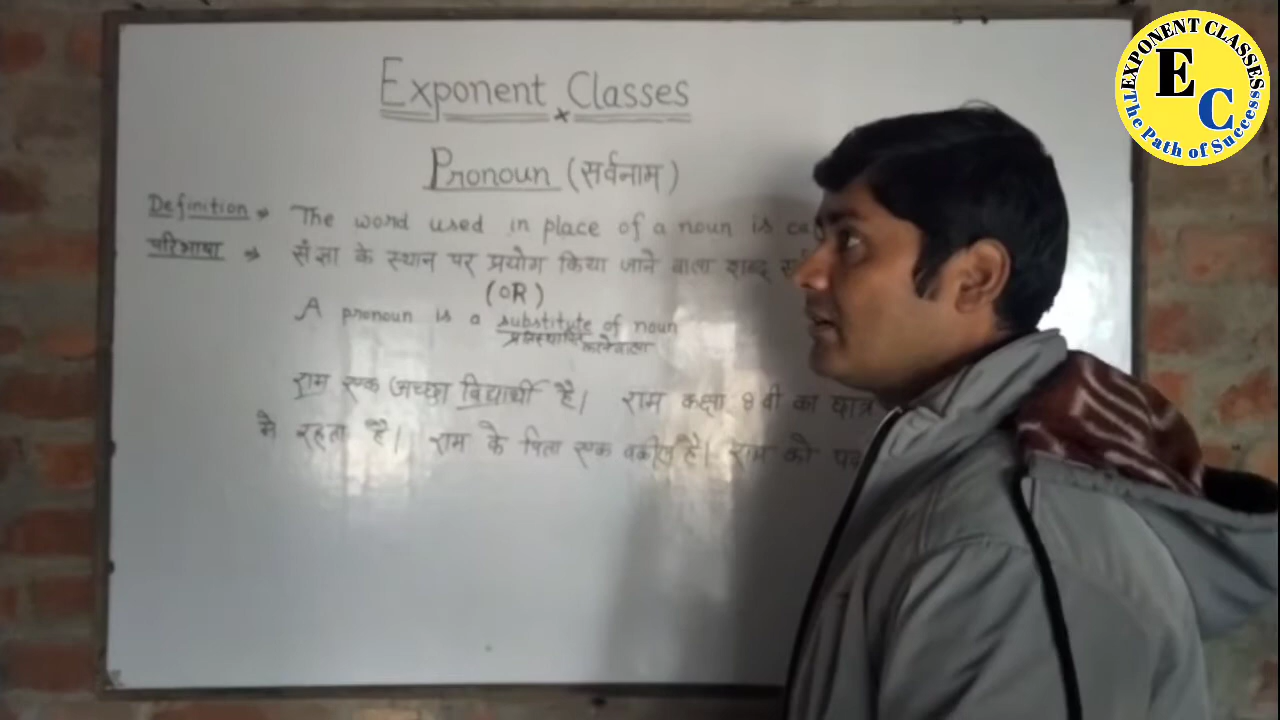 Exponent Classes
Pronoun (सर्वनाम)
Definition ⇒ The word used in place of a noun is
परिभाषा ⇒ संज्ञा के स्थान पर प्रयोग किया जाने वाला शब्द
(OR)
A pronoun is a substitute of noun
राम एक अच्छा विद्यार्थी है। राम कक्षा 8 वी का
मे रहता है। राम के पिता एक वकील है। राम को
EXPONENT CLASSES
EC
The Path of Success